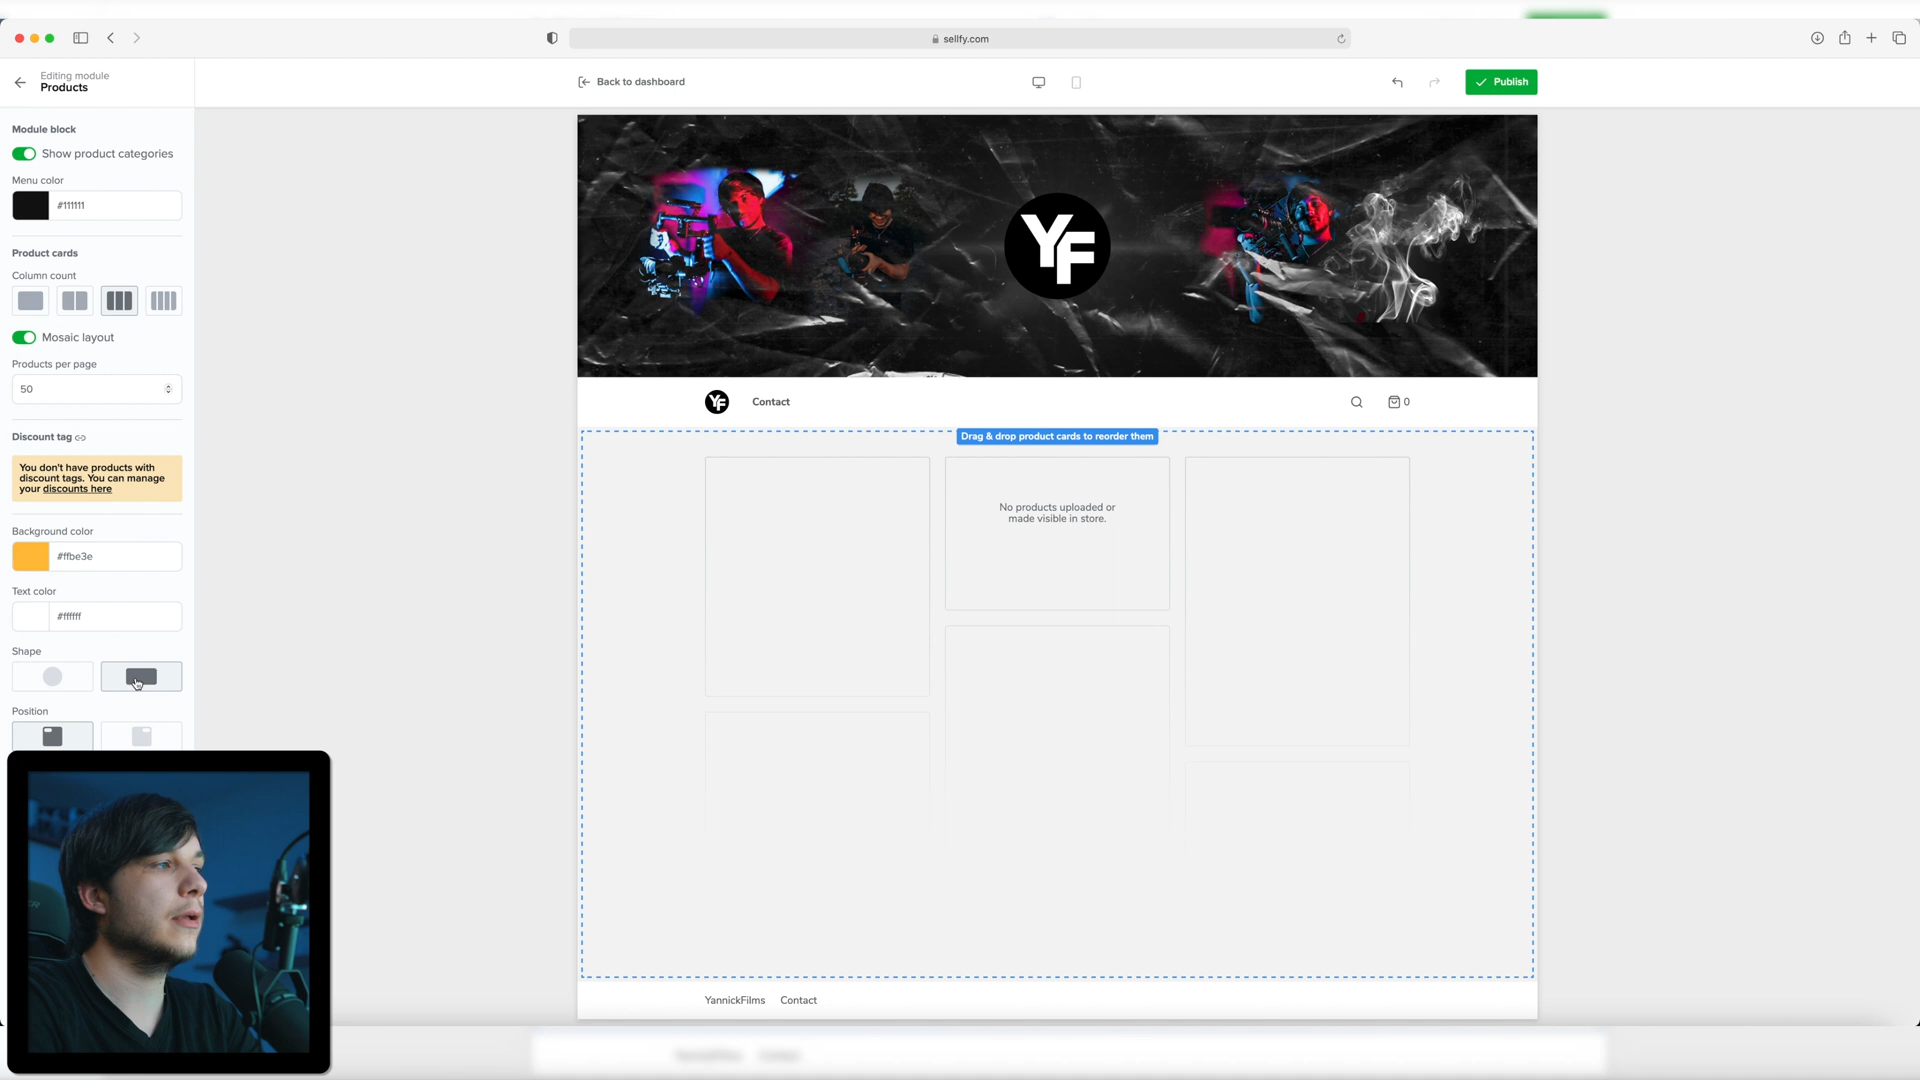 sellfy.com
Editing module
Products
Back to dashboard
Publish
Module block
Show product categories
Menu color
#111111
Product cards
Column count
Mosaic layout
Products per page
50
Discount tag
You don't have products with
discount tags. You can manage
your discounts here
Background color
#ffbe3e
Text color
#ffffff
Shape
Position
YF
YF
Contact
0
Drag & drop product cards to reorder them
No products uploaded or
made visible in store.
YannickFilms Contact